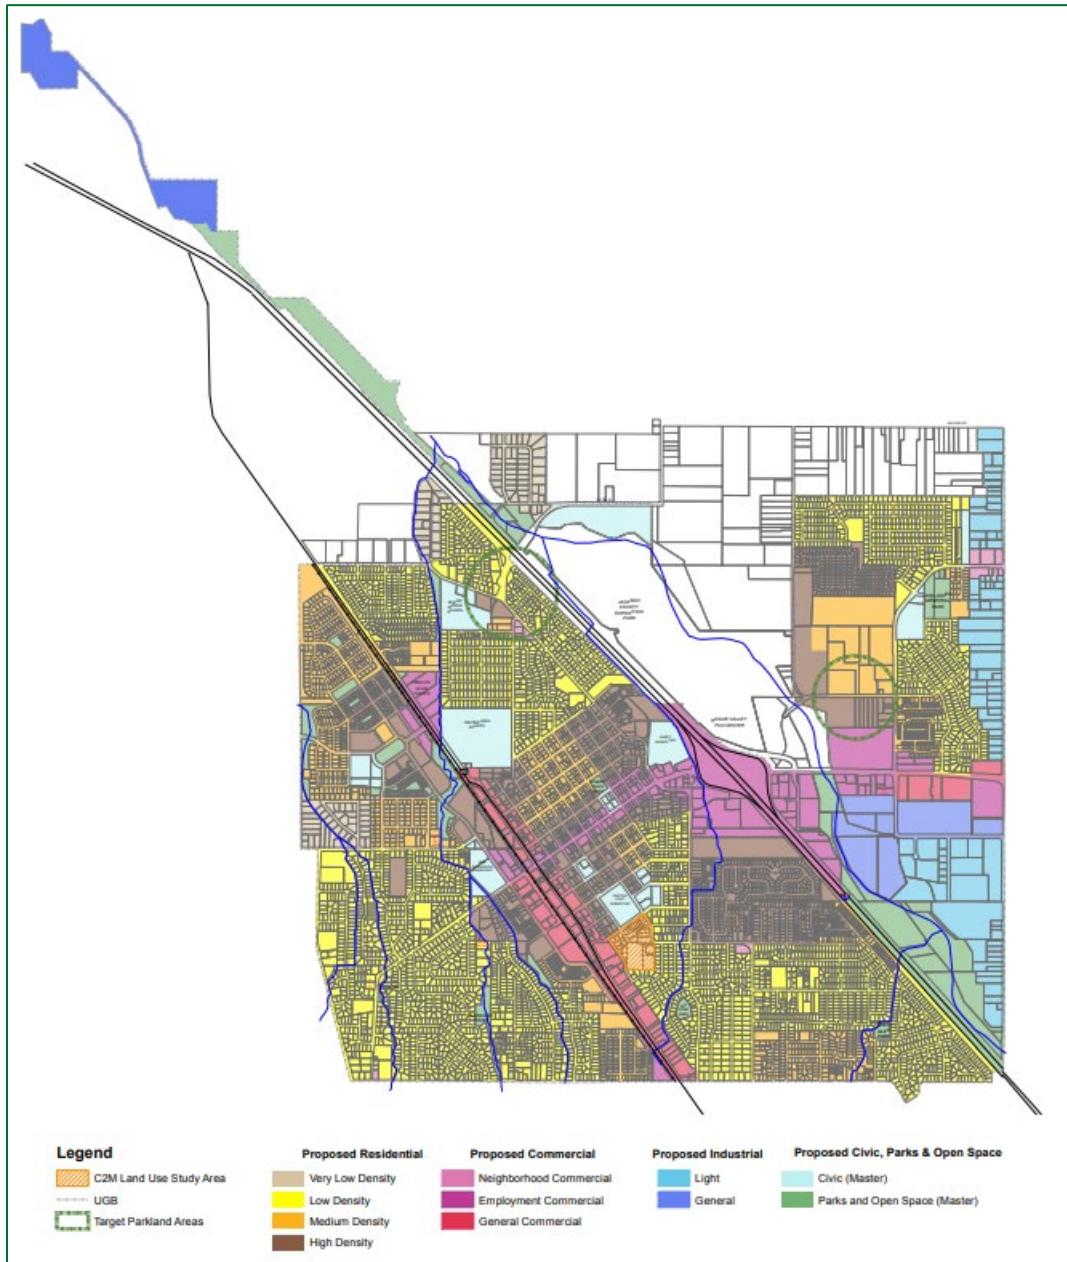 Legend
C2M Land Use Study Area
UGB
Target Parkland Areas
Proposed Residential
Very Low Density
Low Density
Medium Density
High Density
Proposed Commercial
Neighborhood Commercial
Employment Commercial
General Commercial
Proposed Industrial
Light
General
Proposed Civic, Parks & Open Space
Civic (Master)
Parks and Open Space (Master)